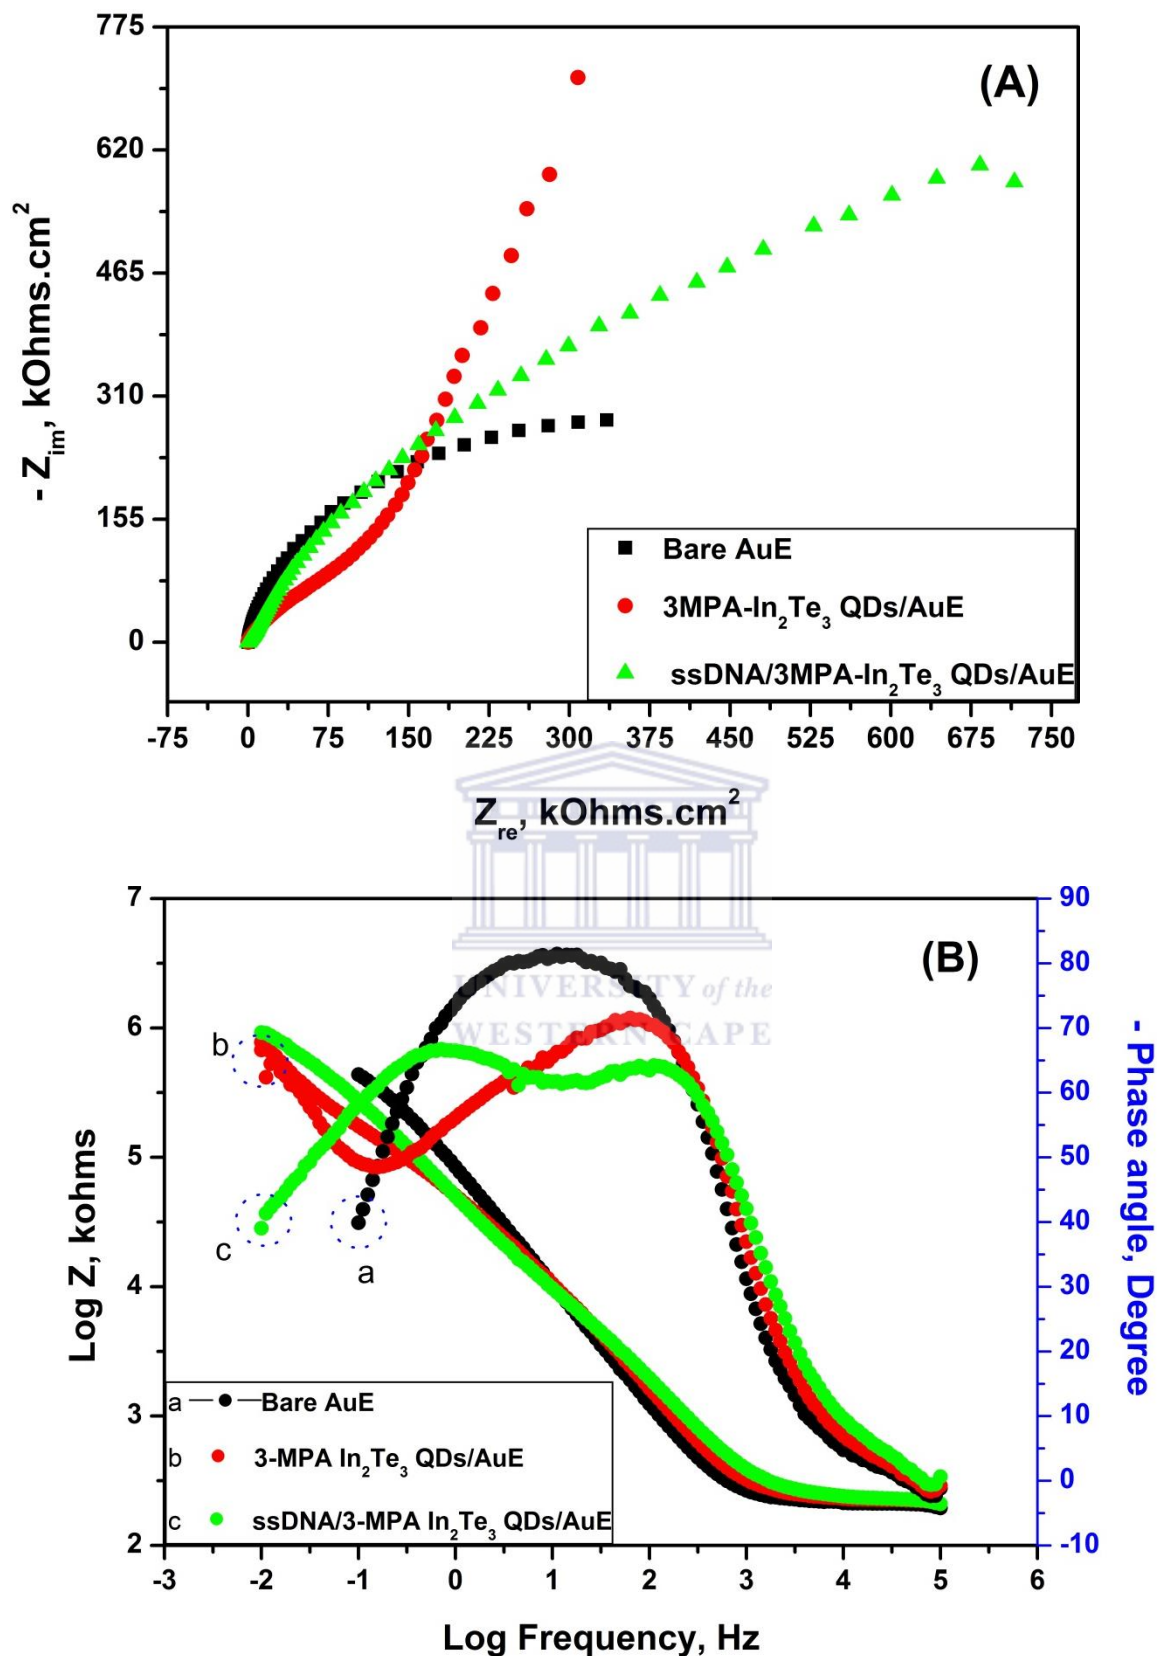 775
620
465
310
155
0
- Z_im, kOhms.cm²
(A)
Bare AuE
3MPA-In₂Te₃ QDs/AuE
ssDNA/3MPA-In₂Te₃ QDs/AuE
-75 0 75 150 225 300 375 450 525 600 675 750
Z_re, kOhms.cm²
UNIVERSITY of the
WESTERN CAPE
7
6
5
4
3
2
Log Z, kohms
(B)
90
80
70
60
50
40
30
20
10
0
-10
- Phase angle, Degree
b
c
a
a Bare AuE
b 3-MPA In₂Te₃ QDs/AuE
c ssDNA/3-MPA In₂Te₃ QDs/AuE
-3 -2 -1 0 1 2 3 4 5 6
Log Frequency, Hz